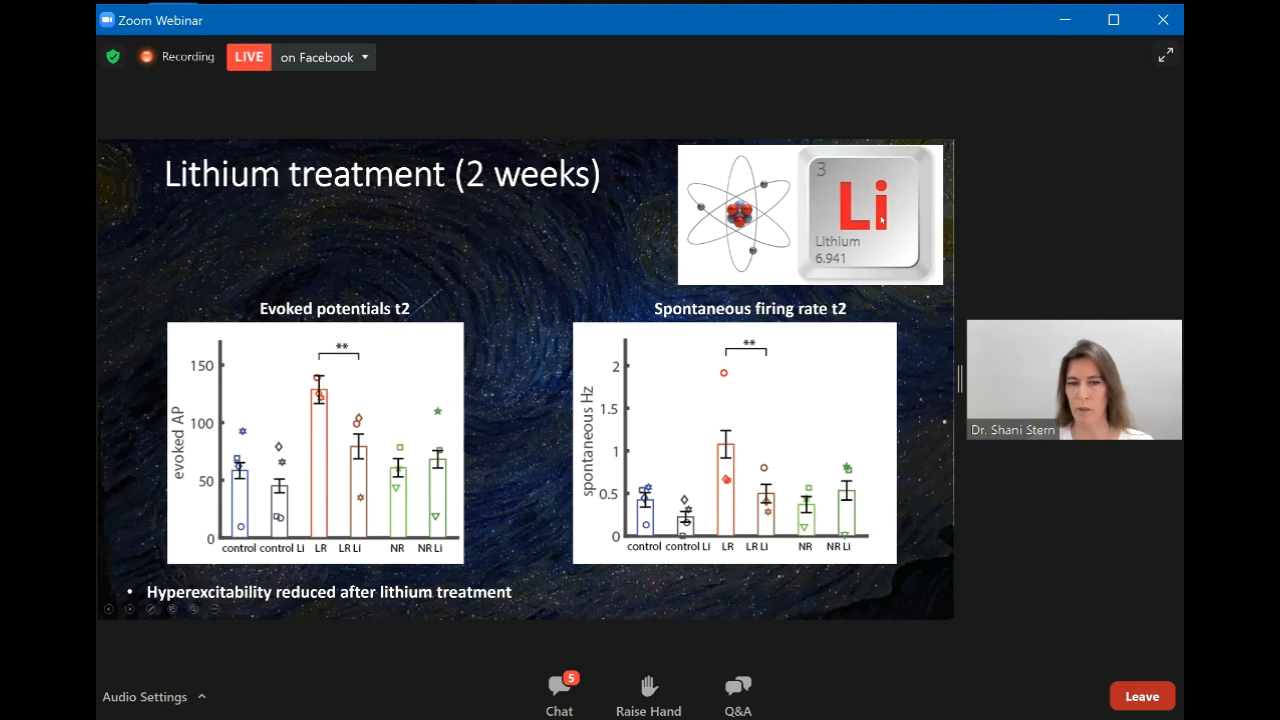 Zoom Webinar
Recording
LIVE on Facebook
Lithium treatment (2 weeks)
3
Li
Lithium
6.941
Evoked potentials t2
evoked AP
150
100
50
0
**
control control Li LR LR Li NR NR Li
Spontaneous firing rate t2
spontaneous Hz
2
1.5
1
0.5
0
**
control control Li LR LR Li NR NR Li
• Hyperexcitability reduced after lithium treatment
Dr. Shani Stern
Audio Settings
5
Chat
Raise Hand
Q&A
Leave